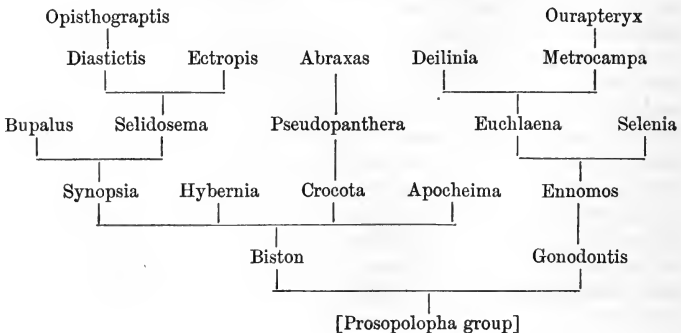 Opisthograptis Ourapteryx
Diastictis Ectropis Abraxas Deilinia Metrocampa
Bupalus Selidosema Pseudopanthera Euchlaena Selenia
Synopsia Hybernia Crocota Apocheima Ennomos
Biston Gonodontis
[Prosopolopha group]